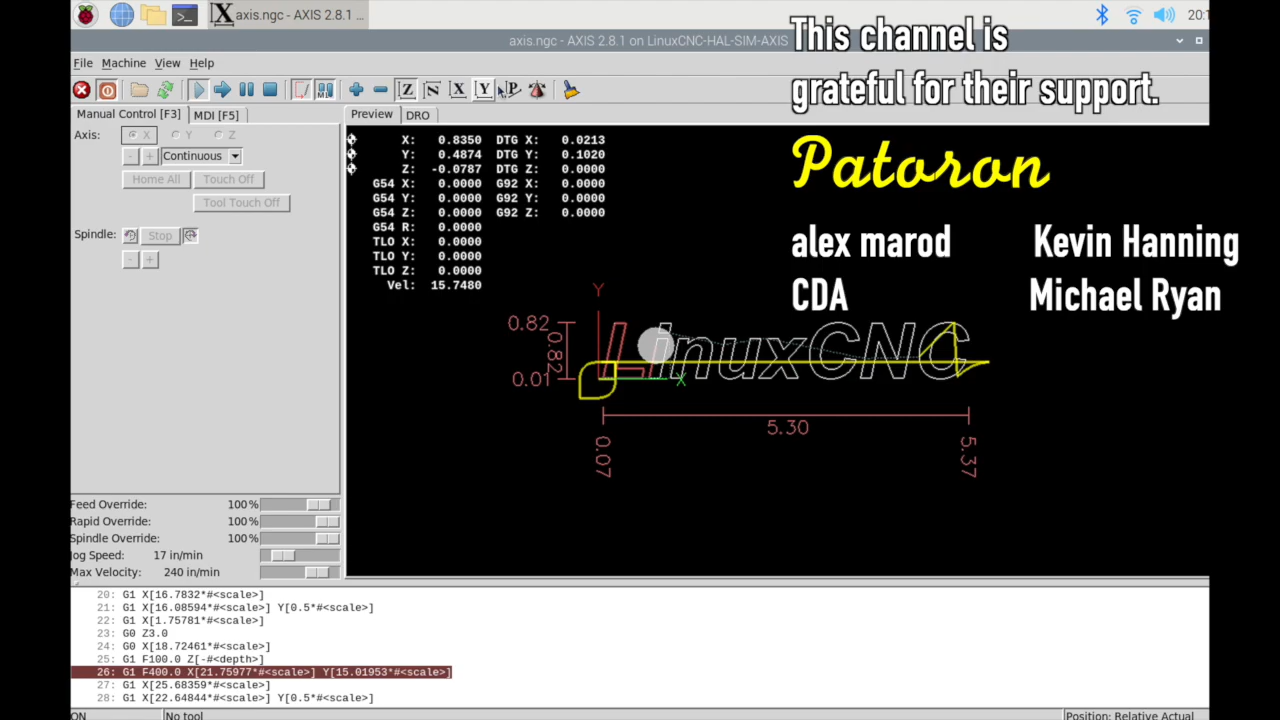 axis.ngc - AXIS 2.8.1 ...
20:1
axis.ngc - AXIS 2.8.1 on LinuxCNC-HAL-SIM-AXIS
This channel is
grateful for their support.
Patoron
alex marod Kevin Hanning
CDA Michael Ryan
File Machine View Help
Manual Control [F3] MDI [F5]
Axis: X Y Z
- + Continuous
Home All Touch Off
Tool Touch Off
Spindle: Stop
- +
Feed Override: 100%
Rapid Override: 100%
Spindle Override: 100%
Jog Speed: 17 in/min
Max Velocity: 240 in/min
Preview DRO
X: 0.8350 DTG X: 0.0213
Y: 0.4874 DTG Y: 0.1020
Z: -0.0787 DTG Z: 0.0000
G54 X: 0.0000 G92 X: 0.0000
G54 Y: 0.0000 G92 Y: 0.0000
G54 Z: 0.0000 G92 Z: 0.0000
G54 R: 0.0000
TLO X: 0.0000
TLO Y: 0.0000
TLO Z: 0.0000
Vel: 15.7480
Y
0.82
0.82
LinuxCNC
0.01
X
5.30
0.07
5.37
20: G1 X[16.7832*#<scale>]
21: G1 X[16.08594*#<scale>] Y[0.5*#<scale>]
22: G1 X[1.75781*#<scale>]
23: G0 Z3.0
24: G0 X[18.72461*#<scale>]
25: G1 F100.0 Z[-#<depth>]
26: G1 F400.0 X[21.75977*#<scale>] Y[15.01953*#<scale>]
27: G1 X[25.68359*#<scale>]
28: G1 X[22.64844*#<scale>] Y[0.5*#<scale>]
ON No tool Position: Relative Actual